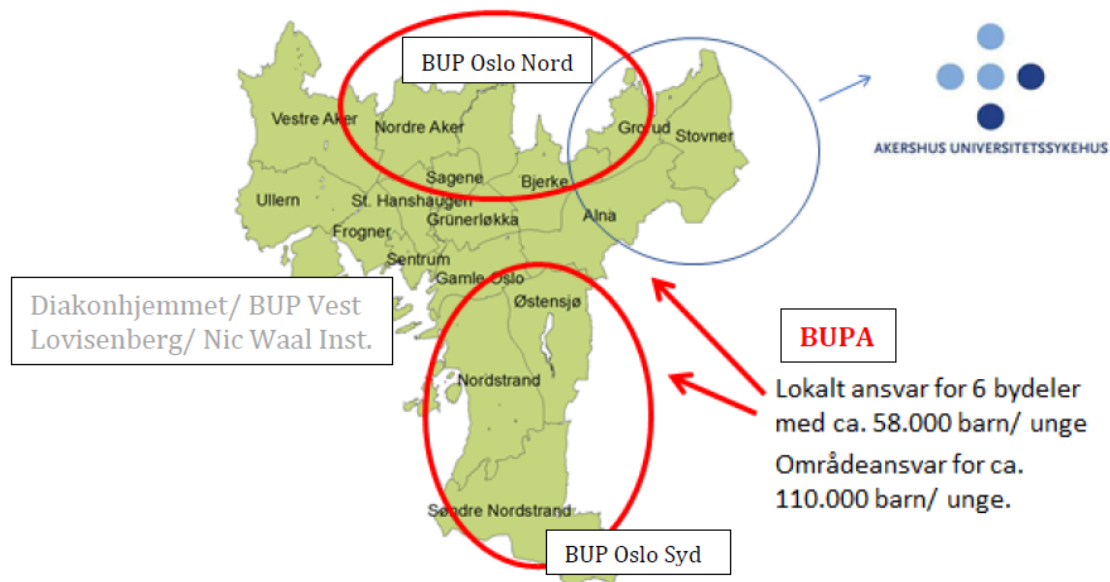 BUP Oslo Nord
Vestre Aker
Nordre Aker
Grorud
Stovner
AKERSHUS UNIVERSITETSSYKEHUS
Sagene
Bjerke
Ullern
St. Hanshaugen
Grünerløkka
Alna
Frogner
Sentrum
Gamle Oslo
Diakonhjemmet/ BUP Vest
Lovisenberg/ Nic Waal Inst.
Østensjø
BUPA
Nordstrand
Lokalt ansvar for 6 bydeler
med ca. 58.000 barn/ unge
Områdeansvar for ca.
110.000 barn/ unge.
Søndre Nordstrand
BUP Oslo Syd